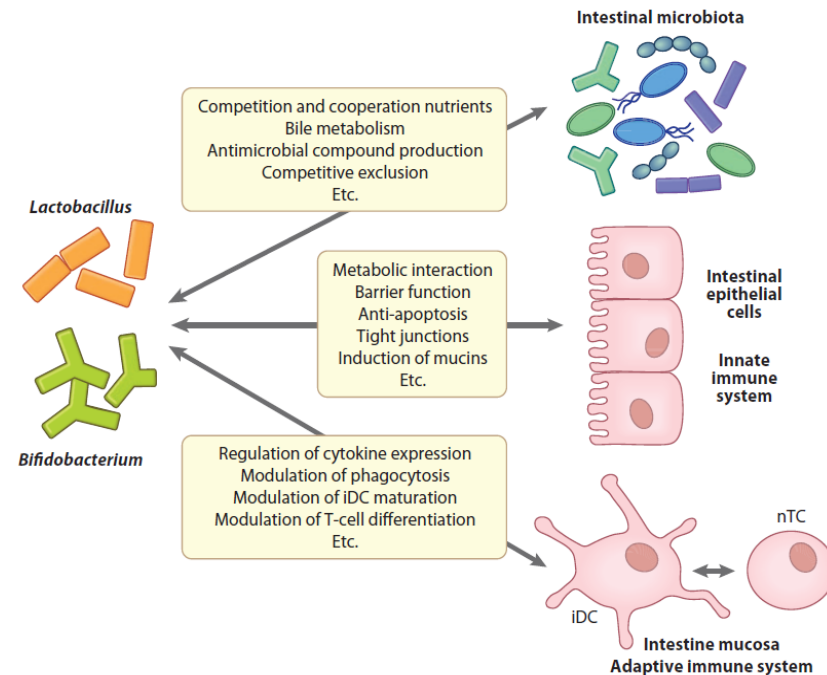 Intestinal microbiota
Competition and cooperation nutrients
Bile metabolism
Antimicrobial compound production
Competitive exclusion
Etc.
Lactobacillus
Metabolic interaction
Barrier function
Anti-apoptosis
Tight junctions
Induction of mucins
Etc.
Intestinal
epithelial
cells
Innate
immune
system
Bifidobacterium
Regulation of cytokine expression
Modulation of phagocytosis
Modulation of iDC maturation
Modulation of T-cell differentiation
Etc.
nTC
iDC
Intestine mucosa
Adaptive immune system